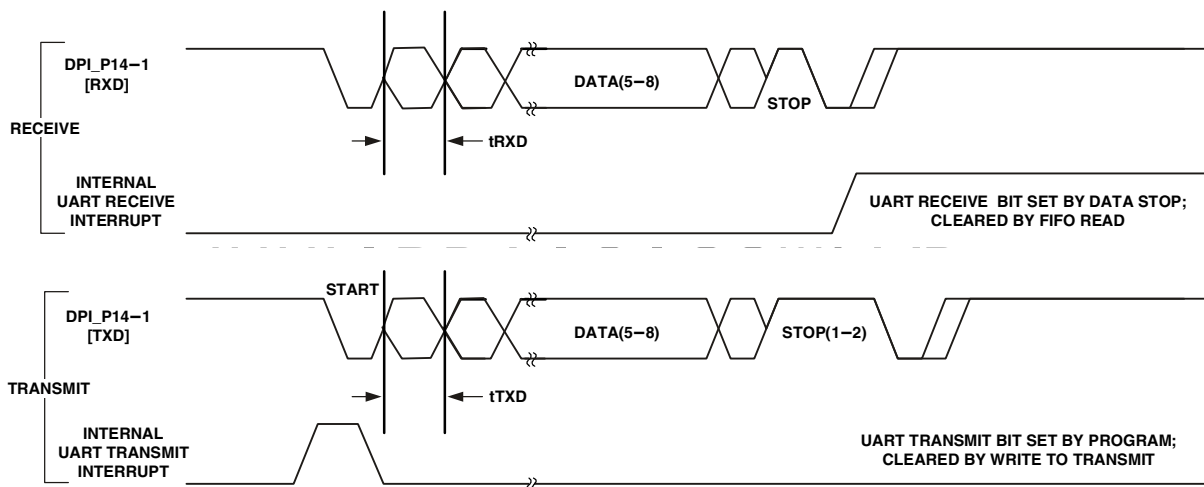 RECEIVE
DPI_P14–1
[RXD]
DATA(5–8)
STOP
tRXD
INTERNAL
UART RECEIVE
INTERRUPT
UART RECEIVE BIT SET BY DATA STOP;
CLEARED BY FIFO READ
TRANSMIT
START
DPI_P14–1
[TXD]
DATA(5–8)
STOP(1–2)
tTXD
INTERNAL
UART TRANSMIT
INTERRUPT
UART TRANSMIT BIT SET BY PROGRAM;
CLEARED BY WRITE TO TRANSMIT